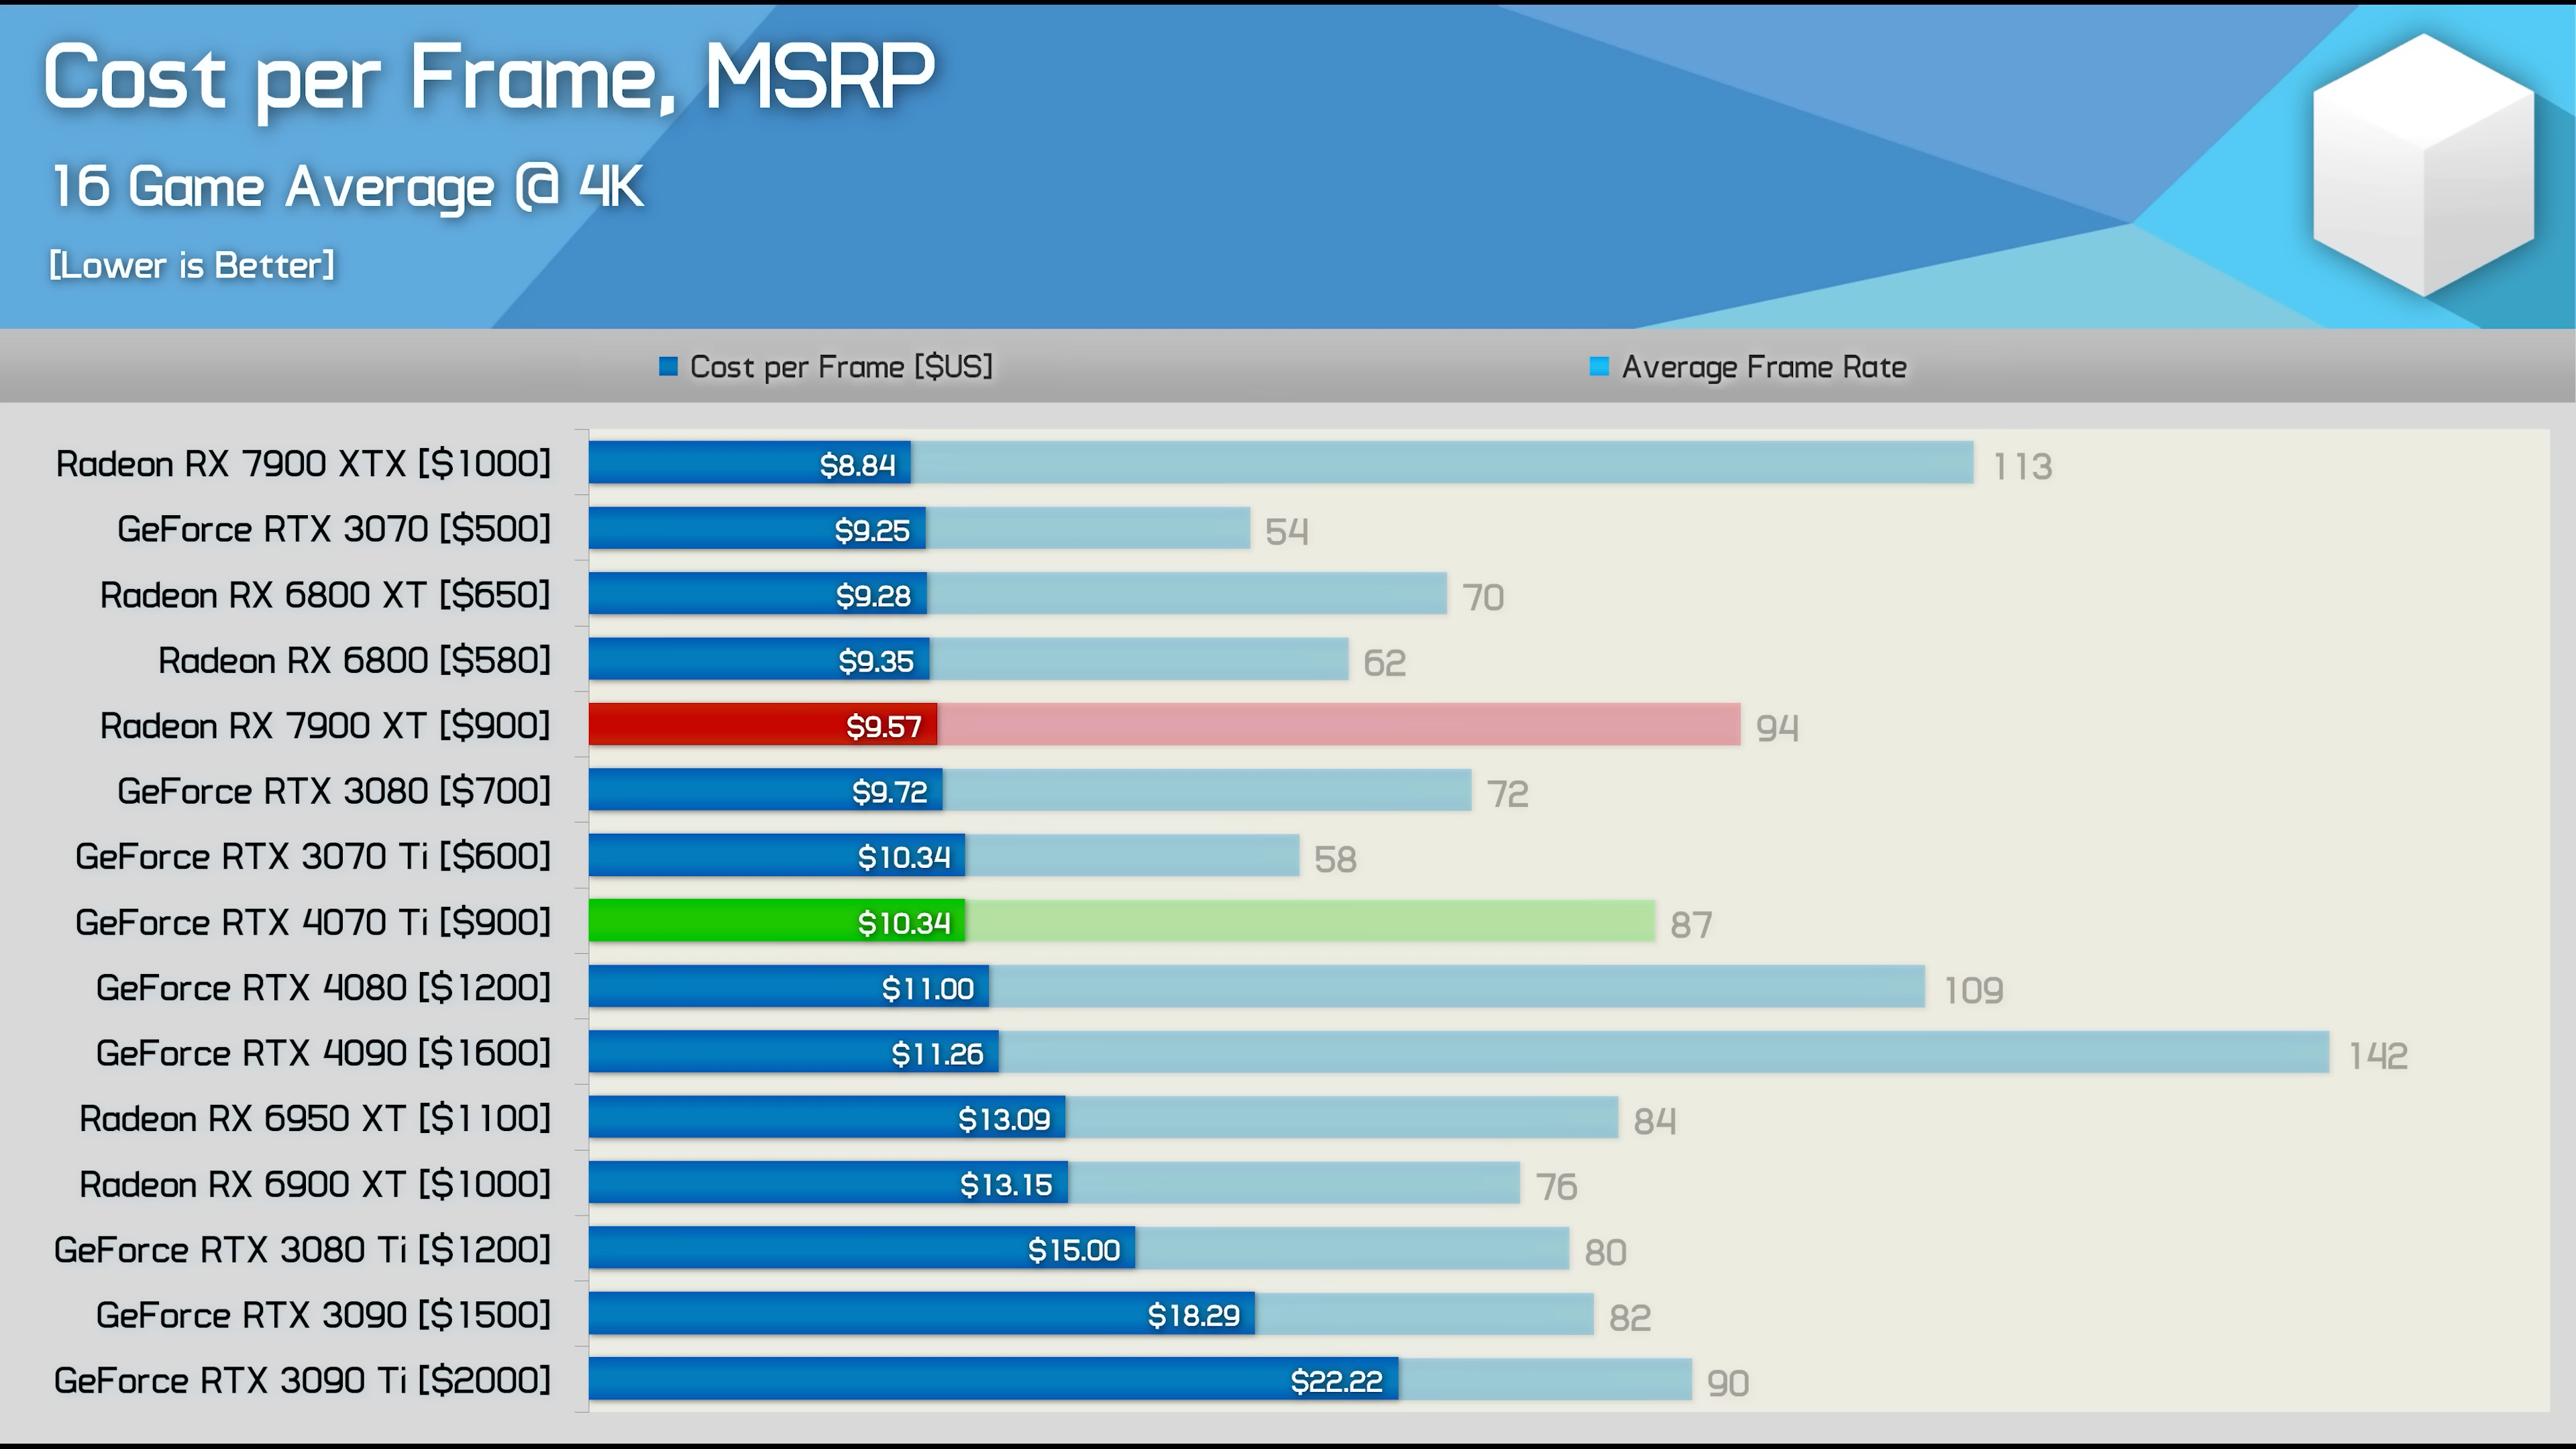 Cost per Frame, MSRP
16 Game Average @ 4K
[Lower is Better]
Cost per Frame [$US] Average Frame Rate
Radeon RX 7900 XTX [$1000] $8.84 113
GeForce RTX 3070 [$500] $9.25 54
Radeon RX 6800 XT [$650] $9.28 70
Radeon RX 6800 [$580] $9.35 62
Radeon RX 7900 XT [$900] $9.57 94
GeForce RTX 3080 [$700] $9.72 72
GeForce RTX 3070 Ti [$600] $10.34 58
GeForce RTX 4070 Ti [$900] $10.34 87
GeForce RTX 4080 [$1200] $11.00 109
GeForce RTX 4090 [$1600] $11.26 142
Radeon RX 6950 XT [$1100] $13.09 84
Radeon RX 6900 XT [$1000] $13.15 76
GeForce RTX 3080 Ti [$1200] $15.00 80
GeForce RTX 3090 [$1500] $18.29 82
GeForce RTX 3090 Ti [$2000] $22.22 90